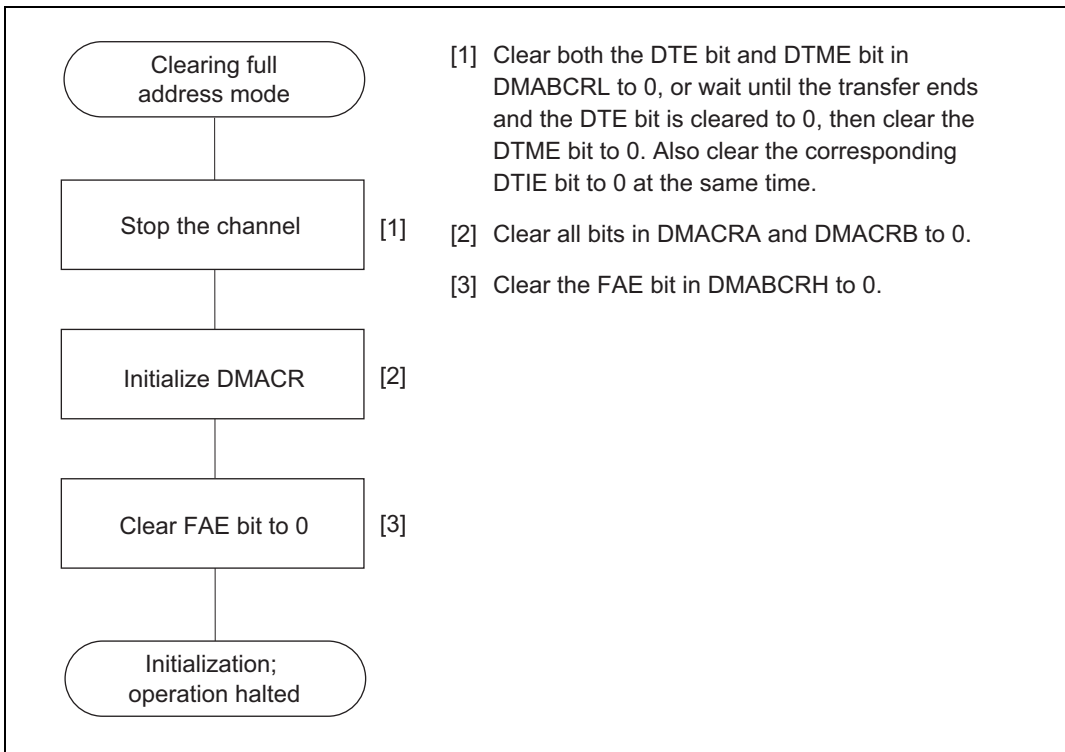 Clearing full
address mode
Stop the channel
[1]
Initialize DMACR
[2]
Clear FAE bit to 0
[3]
Initialization;
operation halted
[1] Clear both the DTE bit and DTME bit in
DMABCRL to 0, or wait until the transfer ends
and the DTE bit is cleared to 0, then clear the
DTME bit to 0. Also clear the corresponding
DTIE bit to 0 at the same time.
[2] Clear all bits in DMACRA and DMACRB to 0.
[3] Clear the FAE bit in DMABCRH to 0.